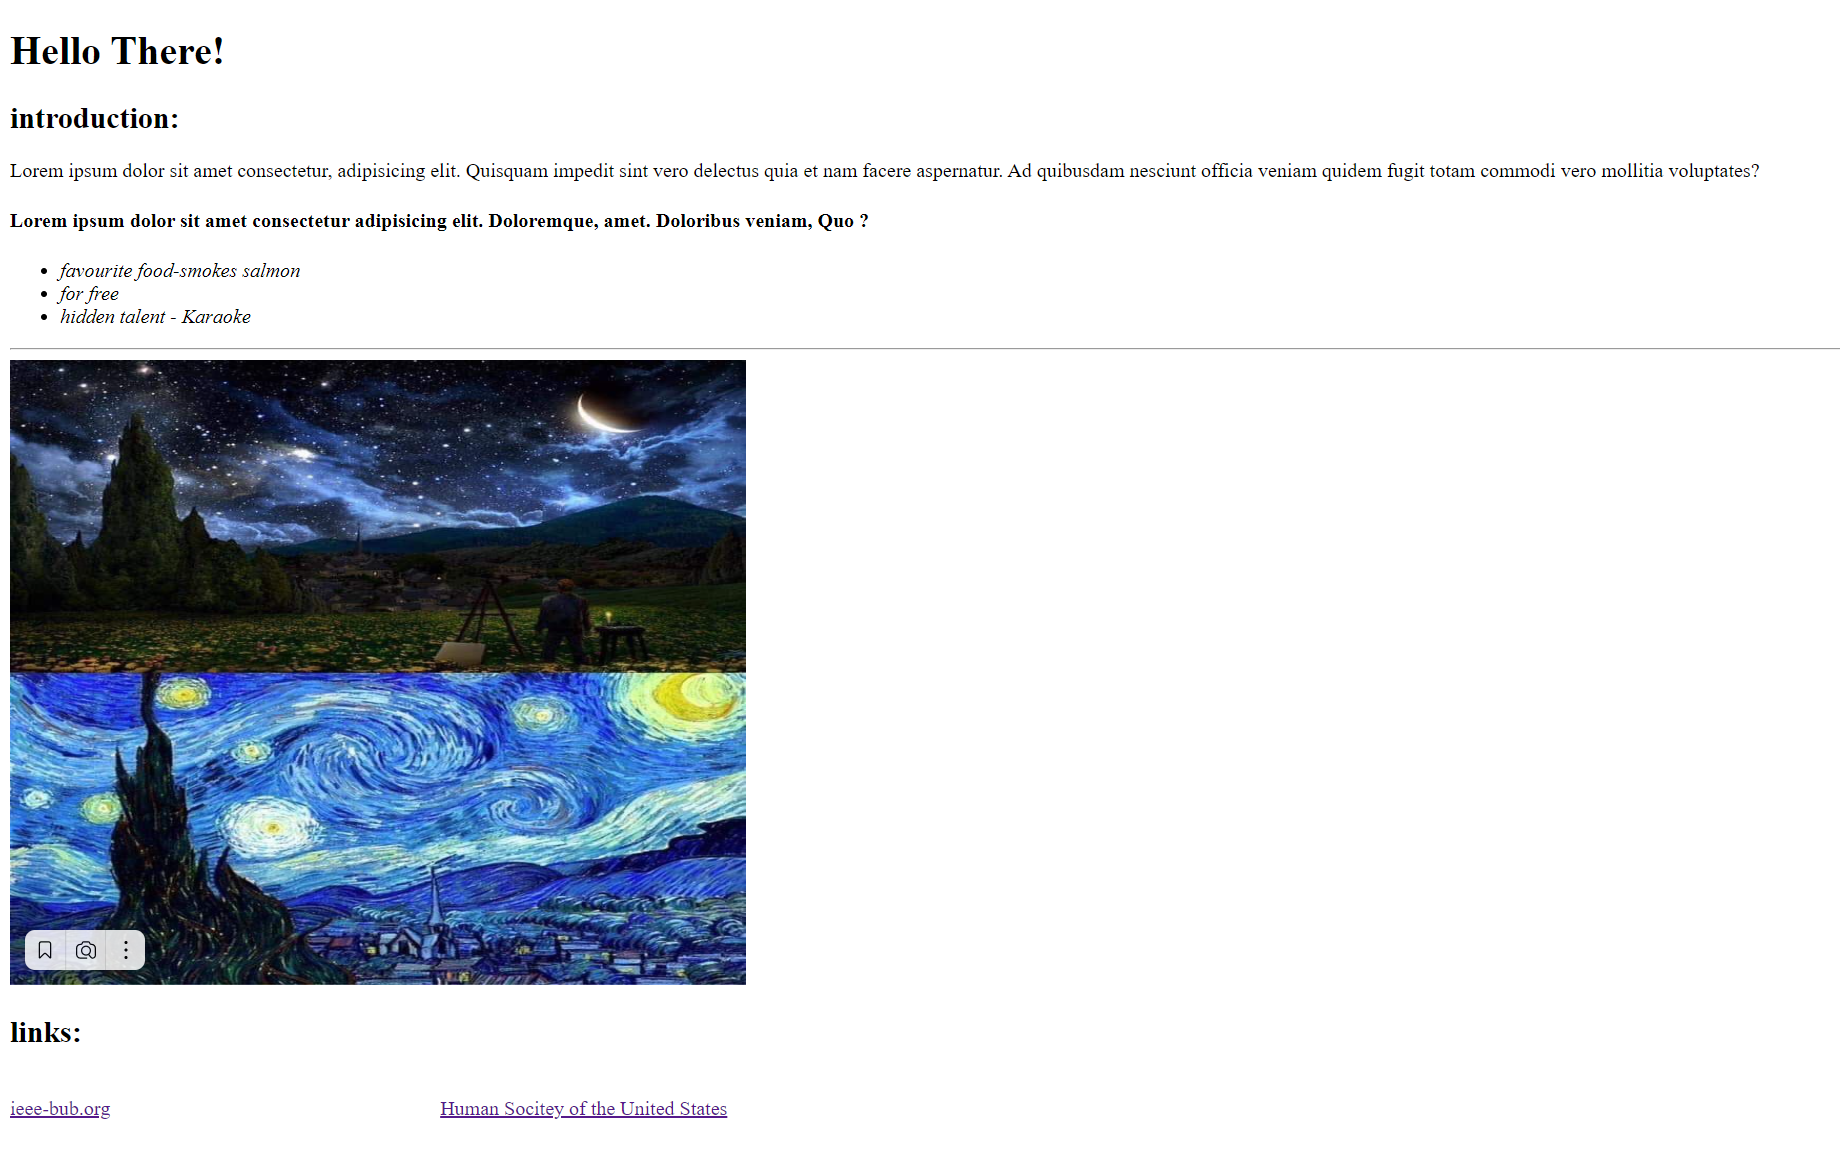 Hello There!
introduction:
Lorem ipsum dolor sit amet consectetur, adipisicing elit. Quisquam impedit sint vero delectus quia et nam facere aspernatur. Ad quibusdam nesciunt officia veniam quidem fugit totam commodi vero mollitia voluptates?
Lorem ipsum dolor sit amet consectetur adipisicing elit. Doloremque, amet. Doloribus veniam, Quo ?
• favourite food-smokes salmon
• for free
• hidden talent - Karaoke
links:
ieee-bub.org Human Socitey of the United States